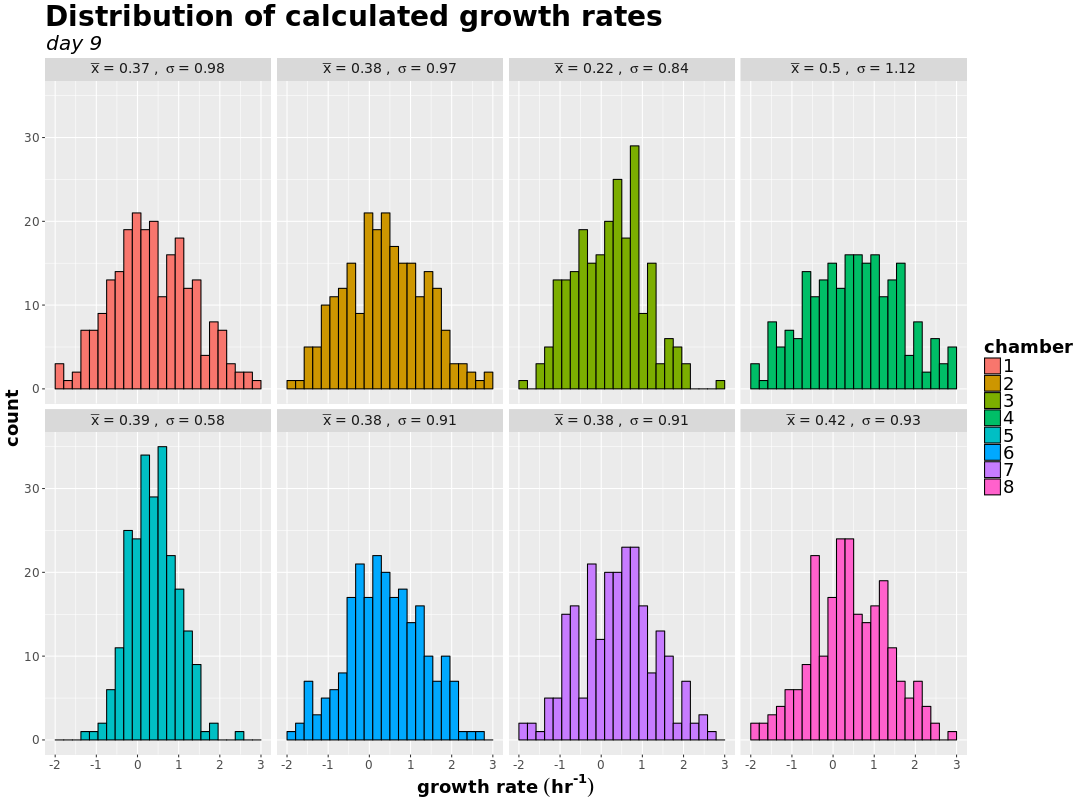 Distribution of calculated growth rates
day 9
x̅ = 0.37 , σ = 0.98
x̅ = 0.38 , σ = 0.97
x̅ = 0.22 , σ = 0.84
x̅ = 0.5 , σ = 1.12
30
20
10
0
x̅ = 0.39 , σ = 0.58
x̅ = 0.38 , σ = 0.91
x̅ = 0.38 , σ = 0.91
x̅ = 0.42 , σ = 0.93
30
20
10
0
-2 -1 0 1 2 3
-2 -1 0 1 2 3
-2 -1 0 1 2 3
-2 -1 0 1 2 3
count
growth rate (hr⁻¹)
chamber
1
2
3
4
5
6
7
8